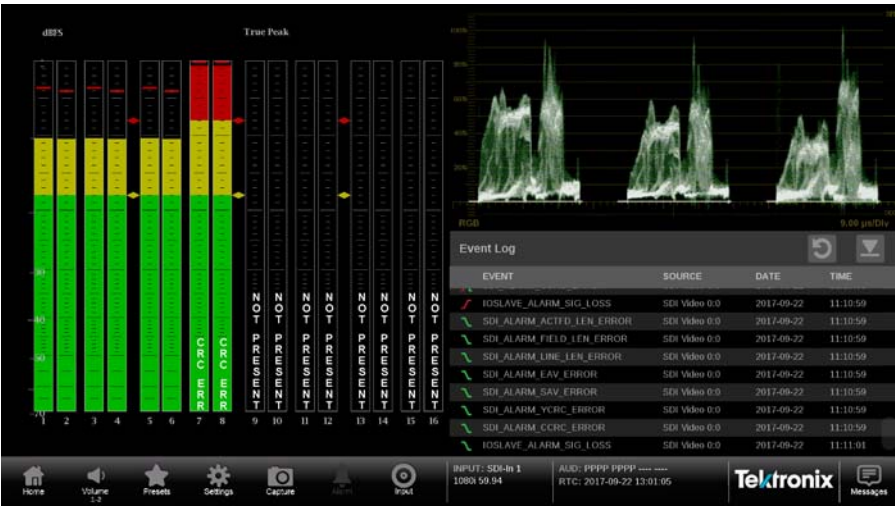 dBFS
True Peak
-30
-40
-50
-70
CRC ERR
CRC ERR
NOT PRESENT
NOT PRESENT
NOT PRESENT
NOT PRESENT
NOT PRESENT
NOT PRESENT
NOT PRESENT
NOT PRESENT
1 2 3 4 5 6 7 8 9 10 11 12 13 14 15 16
RGB
9.00 µs/Div
Event Log
EVENT SOURCE DATE TIME
IOSLAVE_ALARM_SIG_LOSS SDI Video 0:0 2017-09-22 11:10:59
SDI_ALARM_ACTFD_LEN_ERROR SDI Video 0:0 2017-09-22 11:10:59
SDI_ALARM_FIELD_LEN_ERROR SDI Video 0:0 2017-09-22 11:10:59
SDI_ALARM_LINE_LEN_ERROR SDI Video 0:0 2017-09-22 11:10:59
SDI_ALARM_EAV_ERROR SDI Video 0:0 2017-09-22 11:10:59
SDI_ALARM_SAV_ERROR SDI Video 0:0 2017-09-22 11:10:59
SDI_ALARM_YCRC_ERROR SDI Video 0:0 2017-09-22 11:10:59
SDI_ALARM_CCRC_ERROR SDI Video 0:0 2017-09-22 11:10:59
IOSLAVE_ALARM_SIG_LOSS SDI Video 0:0 2017-09-22 11:11:01
Home
Volume
1-2
Presets
Settings
Capture
Alarm
Input
INPUT: SDI-In 1
1080i 59.94
AUD: PPPP PPPP ---- ----
RTC: 2017-09-22 13:01:05
Tektronix
Messages